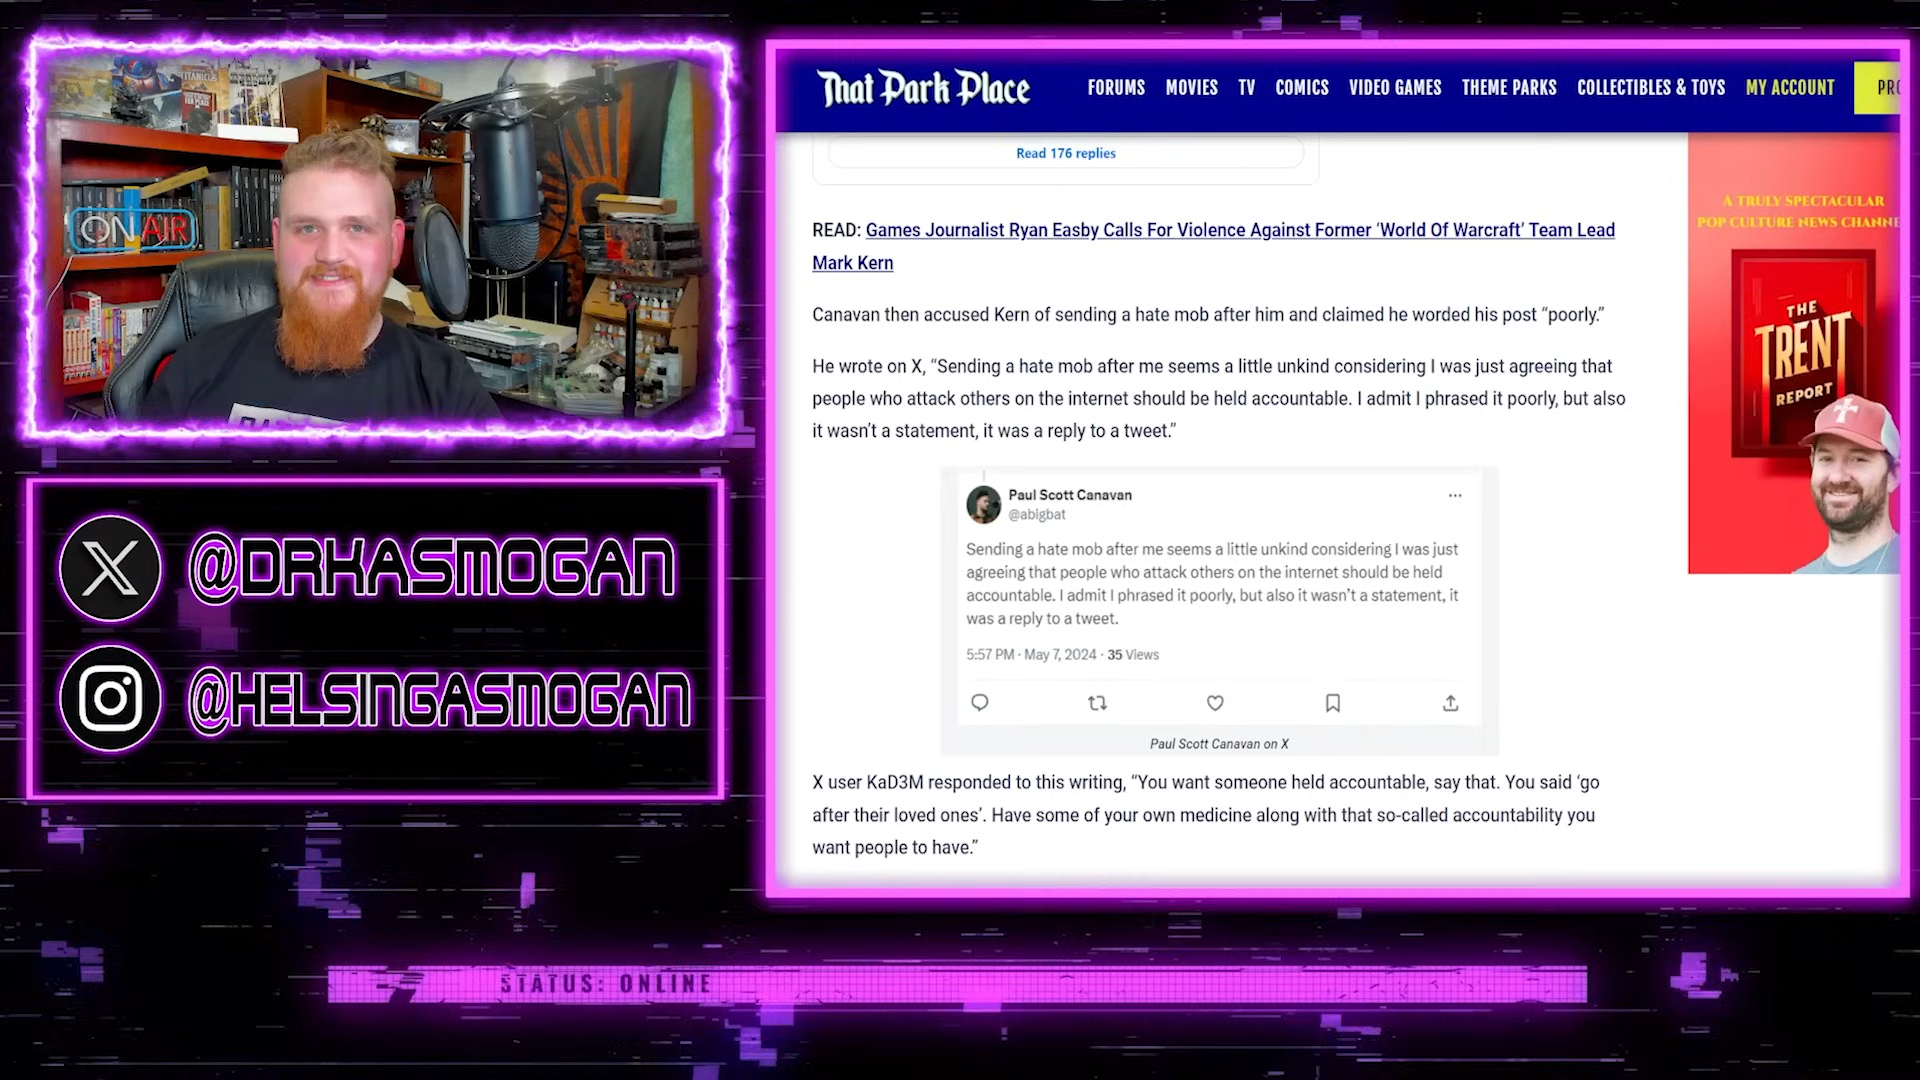 ON AIR
TITANICUS
@DRKASMOGAN
@HELSINGASMOGAN
STATUS: ONLINE
That Park Place
FORUMS MOVIES TV COMICS VIDEO GAMES THEME PARKS COLLECTIBLES & TOYS MY ACCOUNT
Read 176 replies
READ: Games Journalist Ryan Easby Calls For Violence Against Former ‘World Of Warcraft’ Team Lead
Mark Kern
Canavan then accused Kern of sending a hate mob after him and claimed he worded his post “poorly.”
He wrote on X, “Sending a hate mob after me seems a little unkind considering I was just agreeing that
people who attack others on the internet should be held accountable. I admit I phrased it poorly, but also
it wasn’t a statement, it was a reply to a tweet.”
Paul Scott Canavan
@abigbat
Sending a hate mob after me seems a little unkind considering I was just
agreeing that people who attack others on the internet should be held
accountable. I admit I phrased it poorly, but also it wasn’t a statement, it
was a reply to a tweet.
5:57 PM · May 7, 2024 · 35 Views
Paul Scott Canavan on X
X user KaD3M responded to this writing, “You want someone held accountable, say that. You said ‘go
after their loved ones’. Have some of your own medicine along with that so-called accountability you
want people to have.”
A TRULY SPECTACULAR
POP CULTURE NEWS CHANNE
THE
TRENT
REPORT